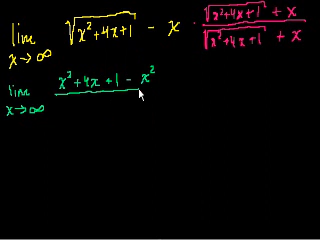 lim x→∞ √(x²+4x+1) − x · (√(x²+4x+1) + x)/(√(x²+4x+1) + x)
lim x→∞ x²+4x+1 − x²